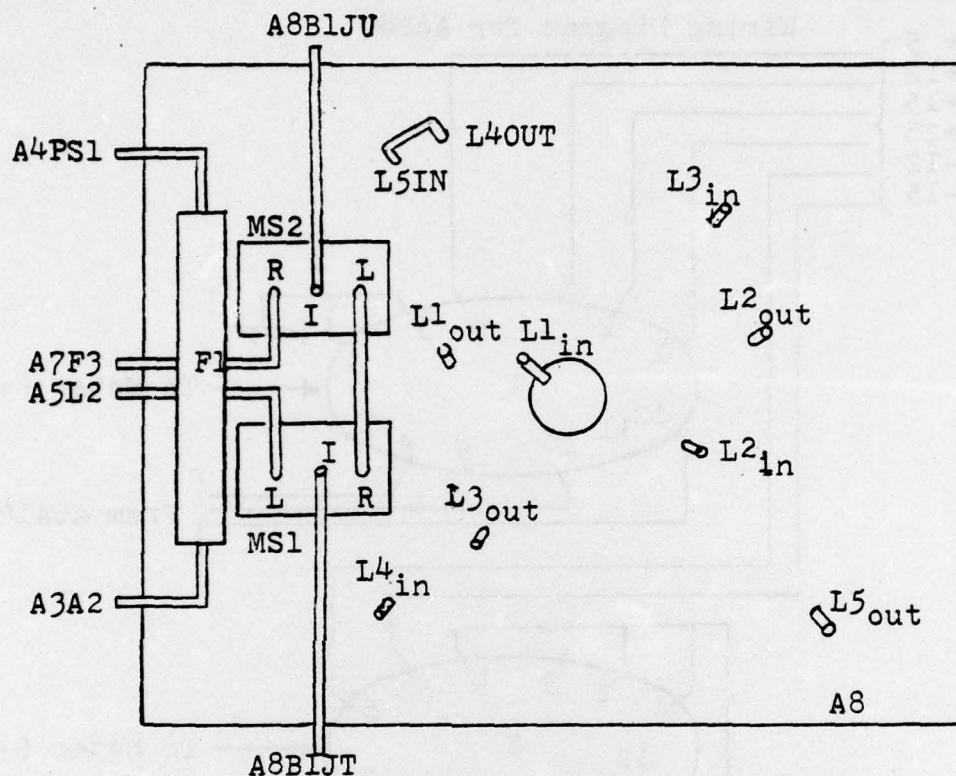 A8B1JU
A4PS1
L4OUT
L5IN
L3in
MS2
R
L
I
L2out
L1out
L1in
A7F3
F1
A5L2
I
L2in
L
R
L3out
MS1
L4in
A3A2
L5out
A8
A8B1JT